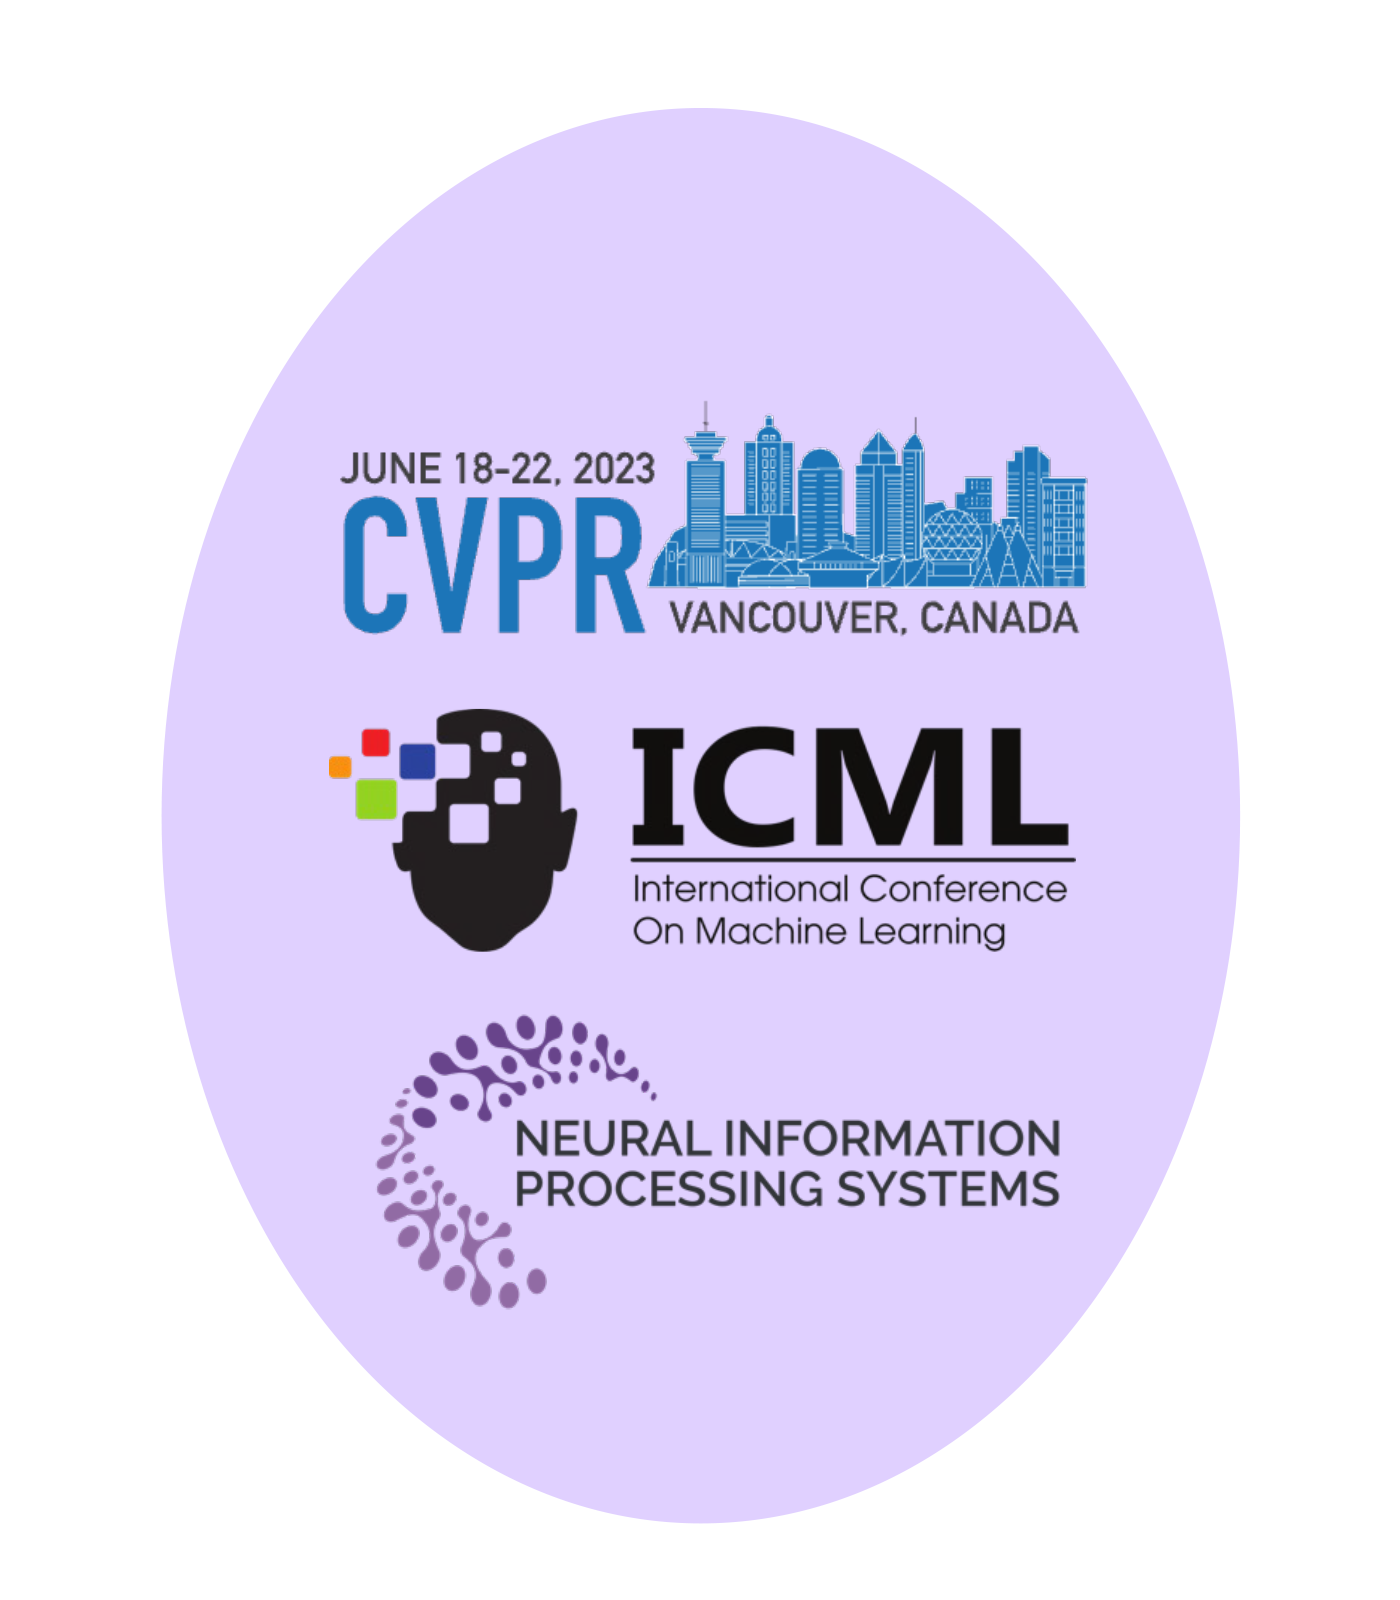 JUNE 18-22, 2023
CVPR
VANCOUVER, CANADA
ICML
International Conference
On Machine Learning
NEURAL INFORMATION
PROCESSING SYSTEMS